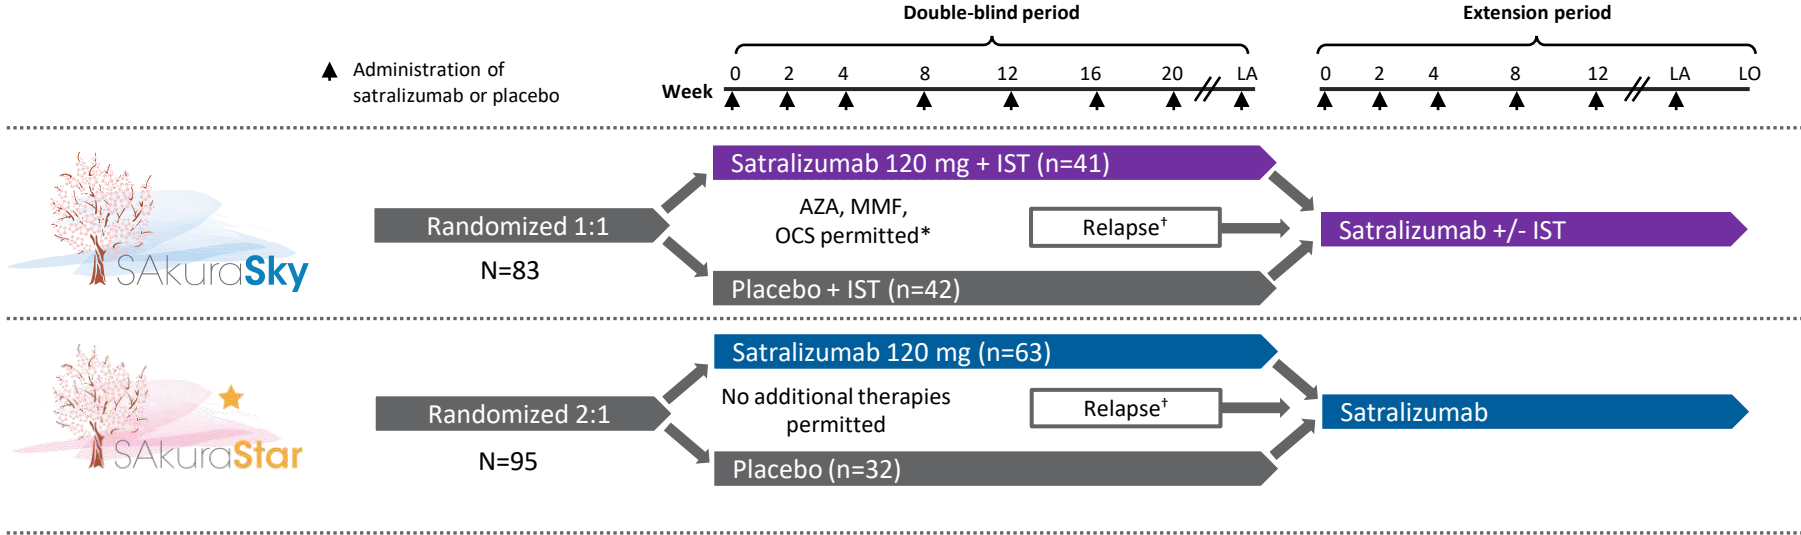 Double-blind period
Extension period
Administration of
satralizumab or placebo
Week
0 2 4 8 12 16 20 // LA
0 2 4 8 12 // LA LO
SAkuraSky
Randomized 1:1
N=83
Satralizumab 120 mg + IST (n=41)
AZA, MMF,
OCS permitted*
Relapse†
Placebo + IST (n=42)
Satralizumab +/- IST
SAkuraStar
Randomized 2:1
N=95
Satralizumab 120 mg (n=63)
No additional therapies
permitted
Relapse†
Placebo (n=32)
Satralizumab